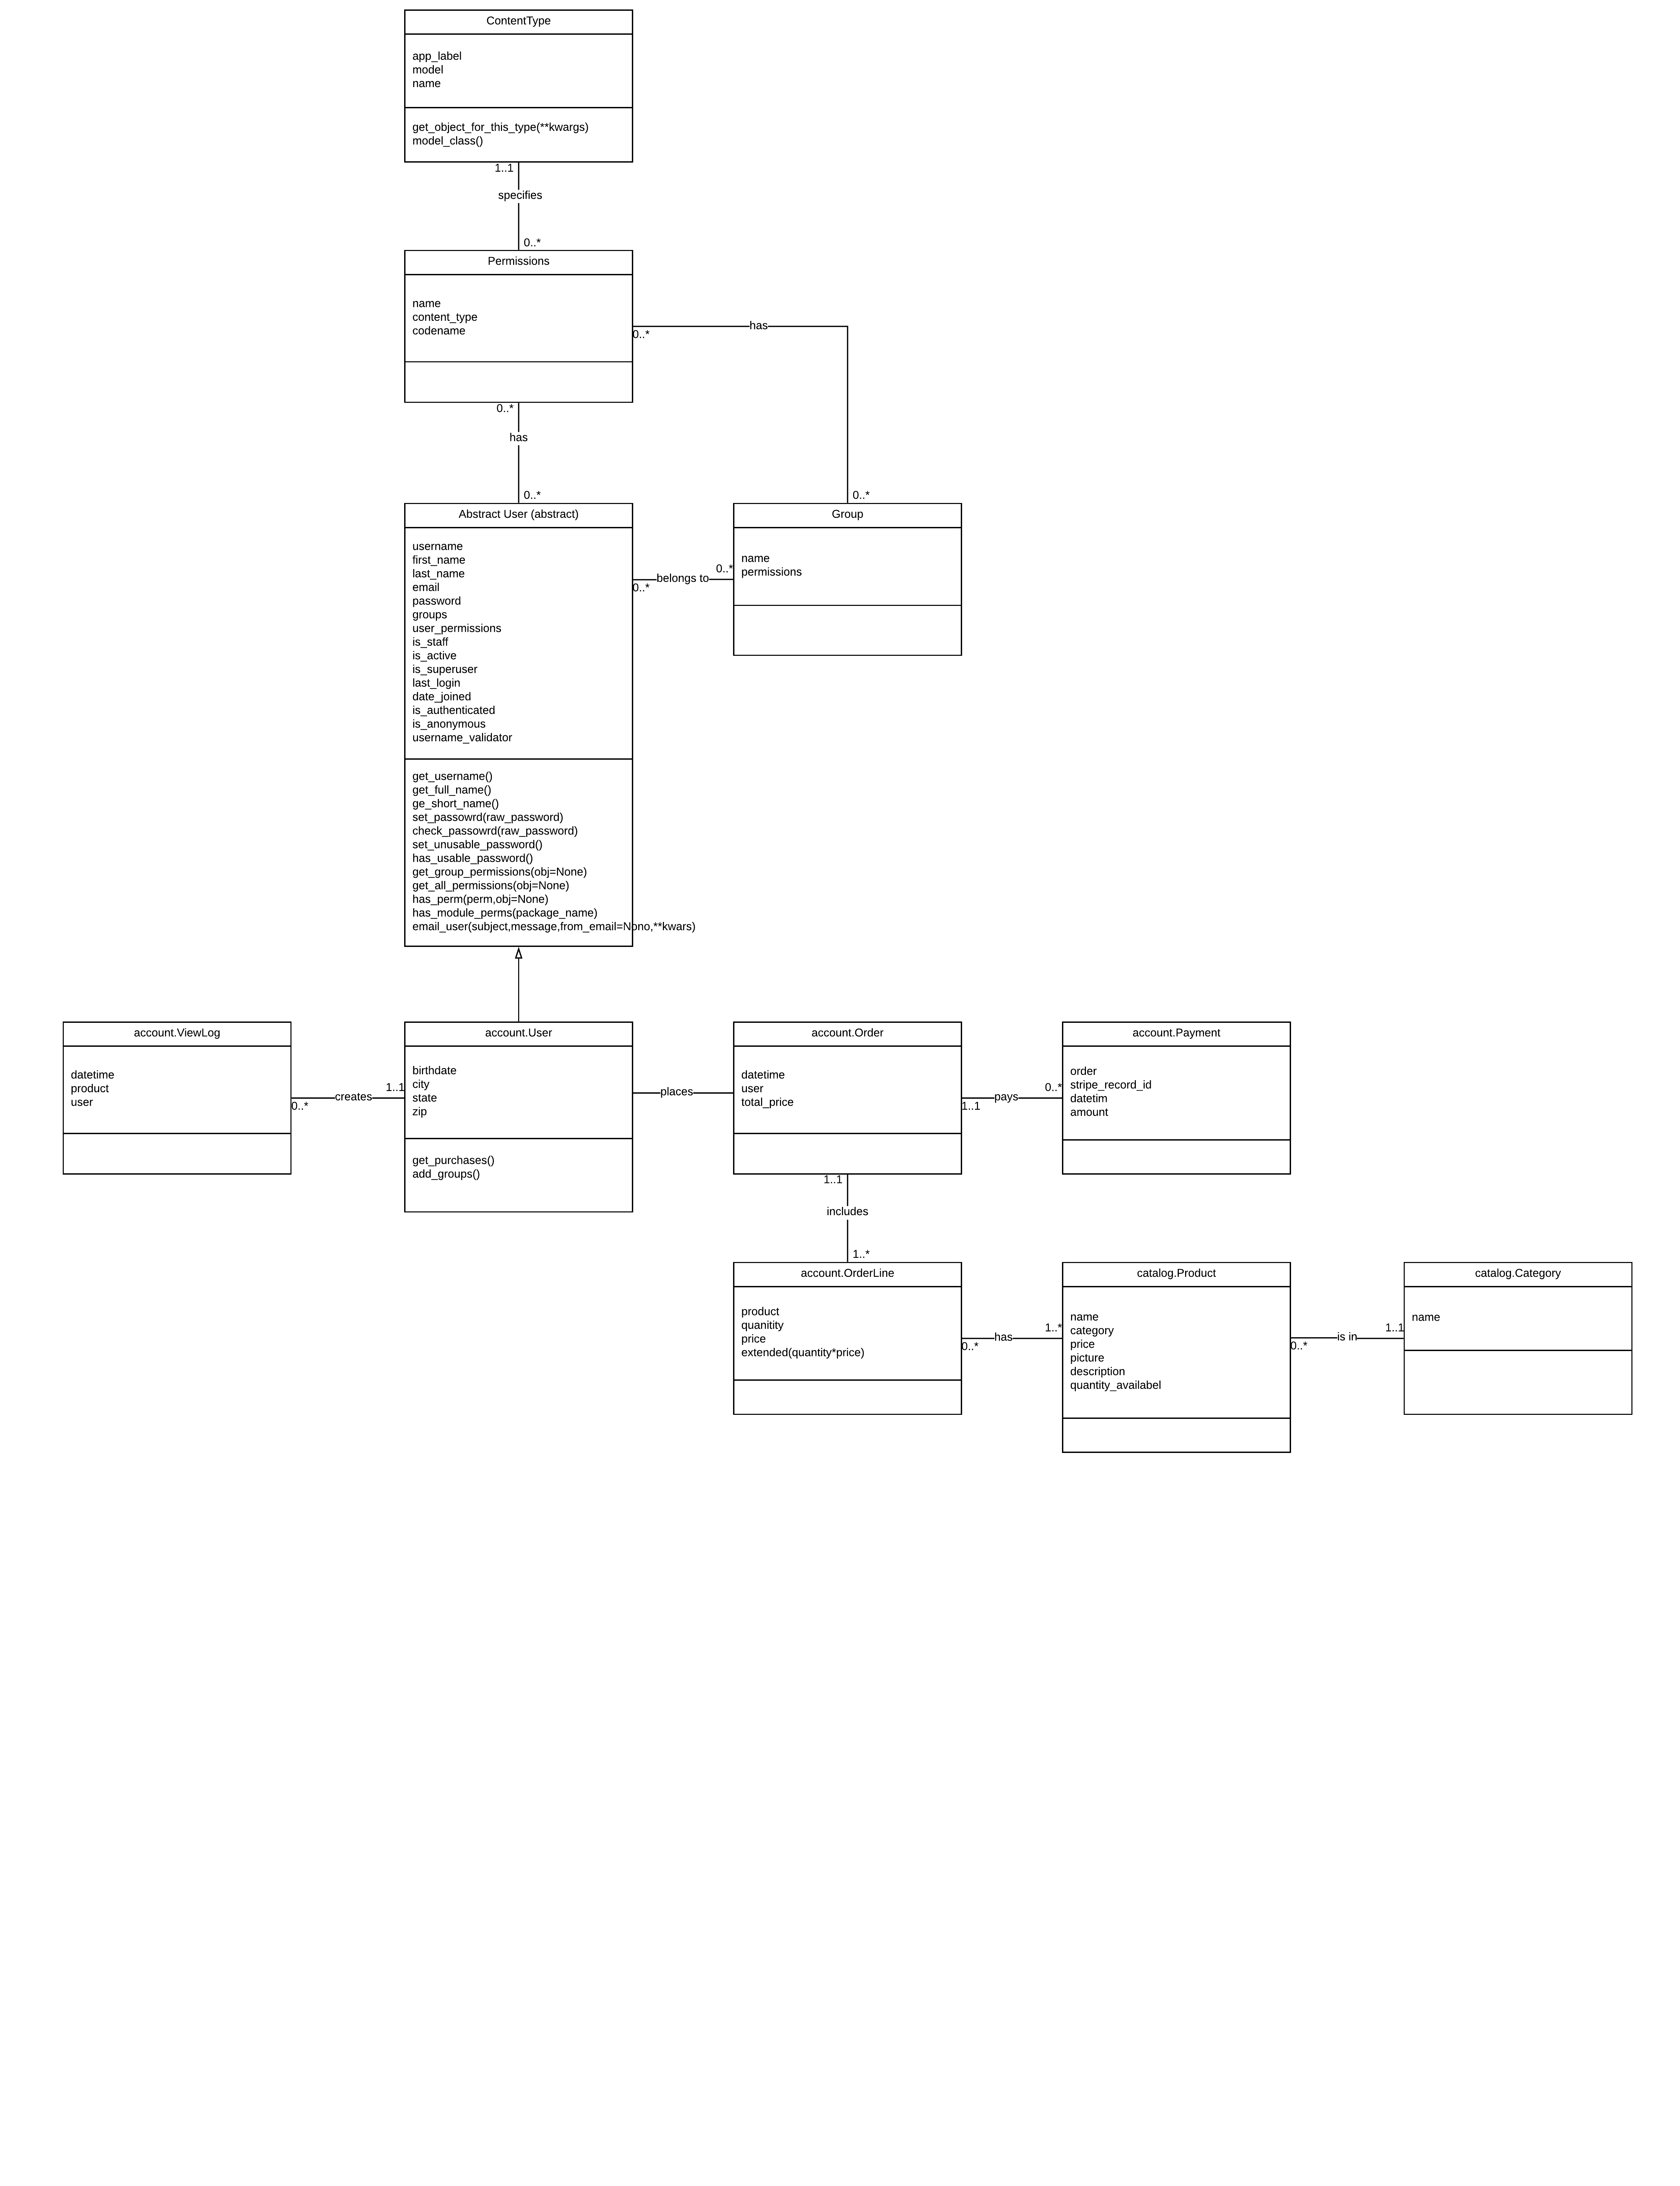 ContentType
app_label
model
name
get_object_for_this_type(**kwargs)
model_class()
1..1
specifies
0..*
Permissions
name
content_type
codename
0..*
has
0..*
has
0..*
0..*
Abstract User (abstract)
username
first_name
last_name
email
password
groups
user_permissions
is_staff
is_active
is_superuser
last_login
date_joined
is_authenticated
is_anonymous
username_validator
get_username()
get_full_name()
ge_short_name()
set_passowrd(raw_password)
check_passowrd(raw_password)
set_unusable_password()
has_usable_password()
get_group_permissions(obj=None)
get_all_permissions(obj=None)
has_perm(perm,obj=None)
has_module_perms(package_name)
email_user(subject,message,from_email=Nono,**kwars)
0..*
belongs to
0..*
Group
name
permissions
account.ViewLog
datetime
product
user
0..*
creates
1..1
account.User
birthdate
city
state
zip
get_purchases()
add_groups()
places
account.Order
datetime
user
total_price
1..1
pays
0..*
account.Payment
order
stripe_record_id
datetim
amount
1..1
includes
1..*
account.OrderLine
product
quanitity
price
extended(quantity*price)
0..*
has
1..*
catalog.Product
name
category
price
picture
description
quantity_availabel
0..*
is in
1..1
catalog.Category
name